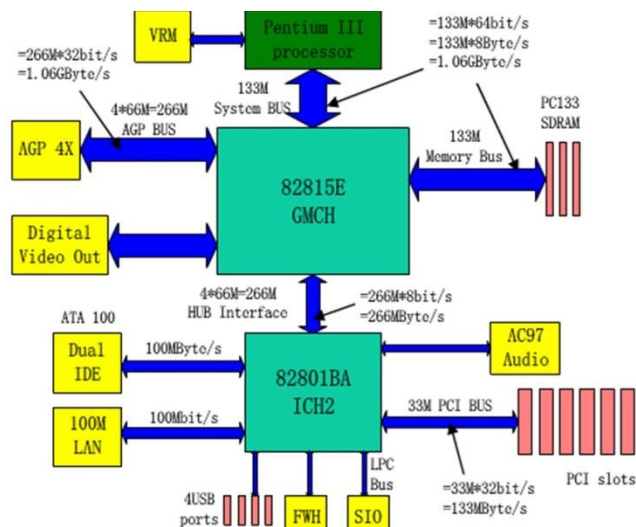 VRM
Pentium III
processor
=266M*32bit/s
=1.06GByte/s
=133M*64bit/s
=133M*8Byte/s
=1.06GByte/s
133M
System BUS
4*66M=266M
AGP BUS
PC133
SDRAM
AGP 4X
133M
Memory Bus
82815E
GMCH
Digital
Video Out
4*66M=266M
HUB Interface
=266M*8bit/s
=266MByte/s
ATA 100
Dual
IDE
100MByte/s
AC97
Audio
82801BA
ICH2
100M
LAN
100Mbit/s
33M PCI BUS
LPC
Bus
PCI slots
=33M*32bit/s
=133MByte/s
4USB
ports
FWH
SIO